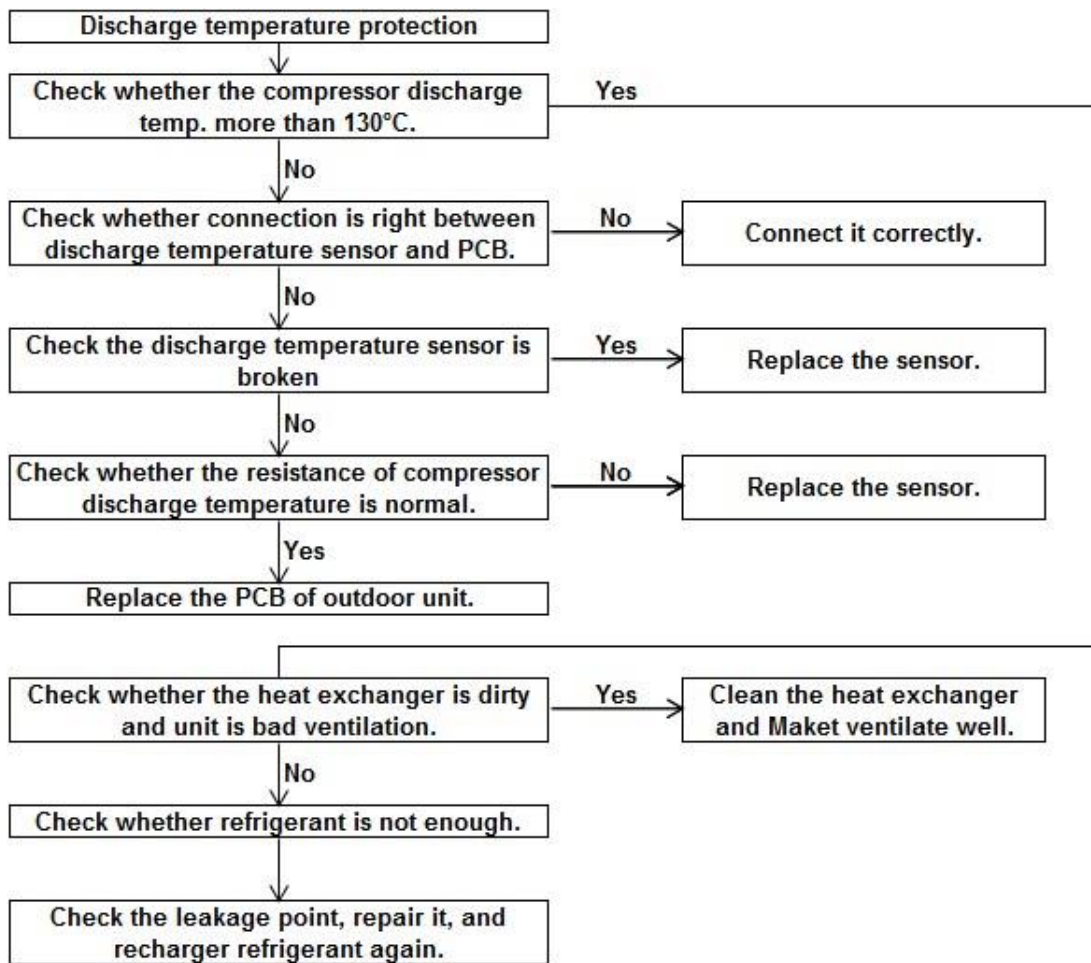 Discharge temperature protection
Check whether the compressor discharge
temp. more than 130°C.
Yes
No
Check whether connection is right between
discharge temperature sensor and PCB.
No
Connect it correctly.
No
Check the discharge temperature sensor is
broken
Yes
Replace the sensor.
No
Check whether the resistance of compressor
discharge temperature is normal.
No
Replace the sensor.
Yes
Replace the PCB of outdoor unit.
Check whether the heat exchanger is dirty
and unit is bad ventilation.
Yes
Clean the heat exchanger
and Maket ventilate well.
No
Check whether refrigerant is not enough.
Check the leakage point, repair it, and
recharger refrigerant again.